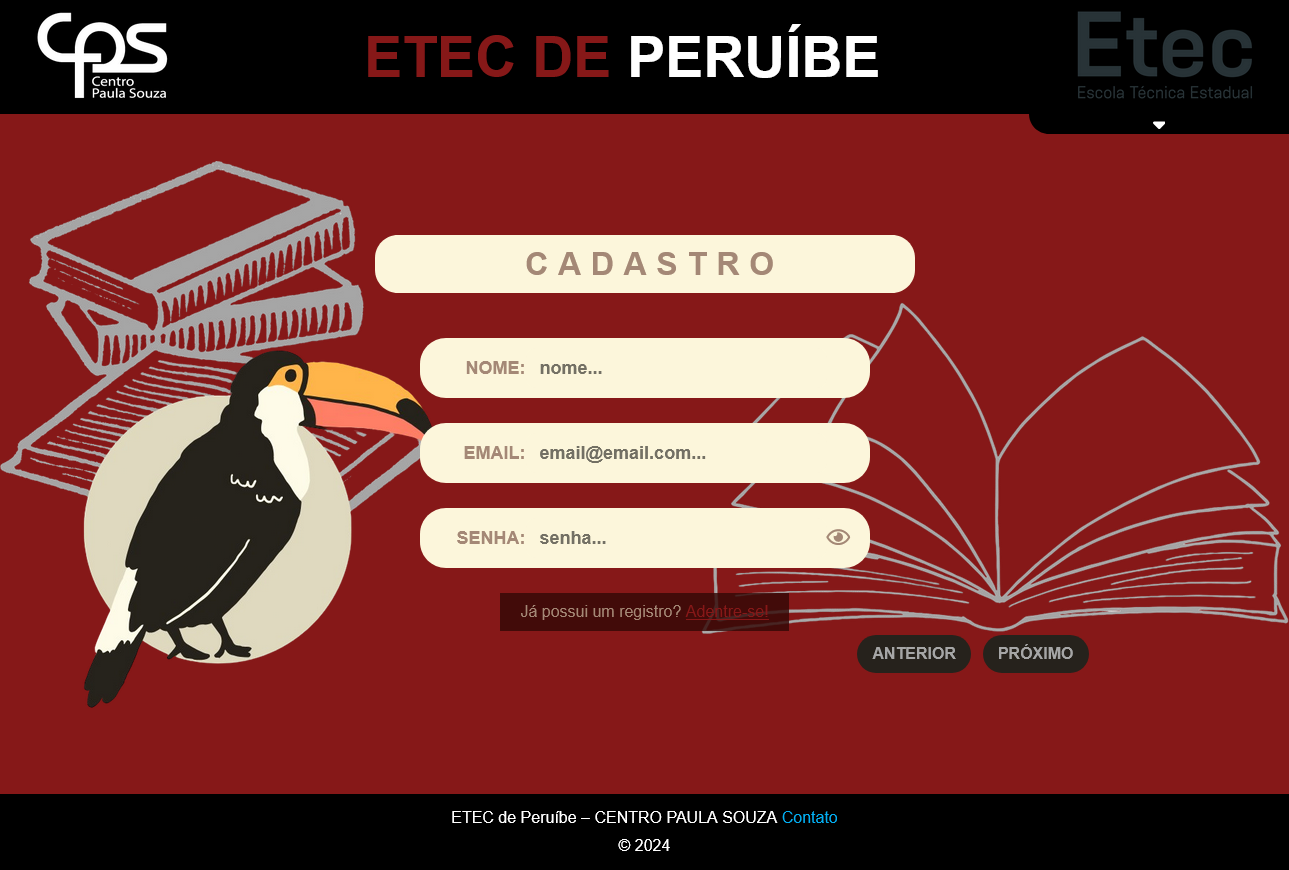 CPS
Centro
Paula Souza
ETEC DE PERUÍBE
Etec
Escola Técnica Estadual
CADASTRO
NOME: nome...
EMAIL: email@email.com...
SENHA: senha...
Já possui um registro? Adentre-se!
ANTERIOR PRÓXIMO
ETEC de Peruíbe – CENTRO PAULA SOUZA Contato
© 2024